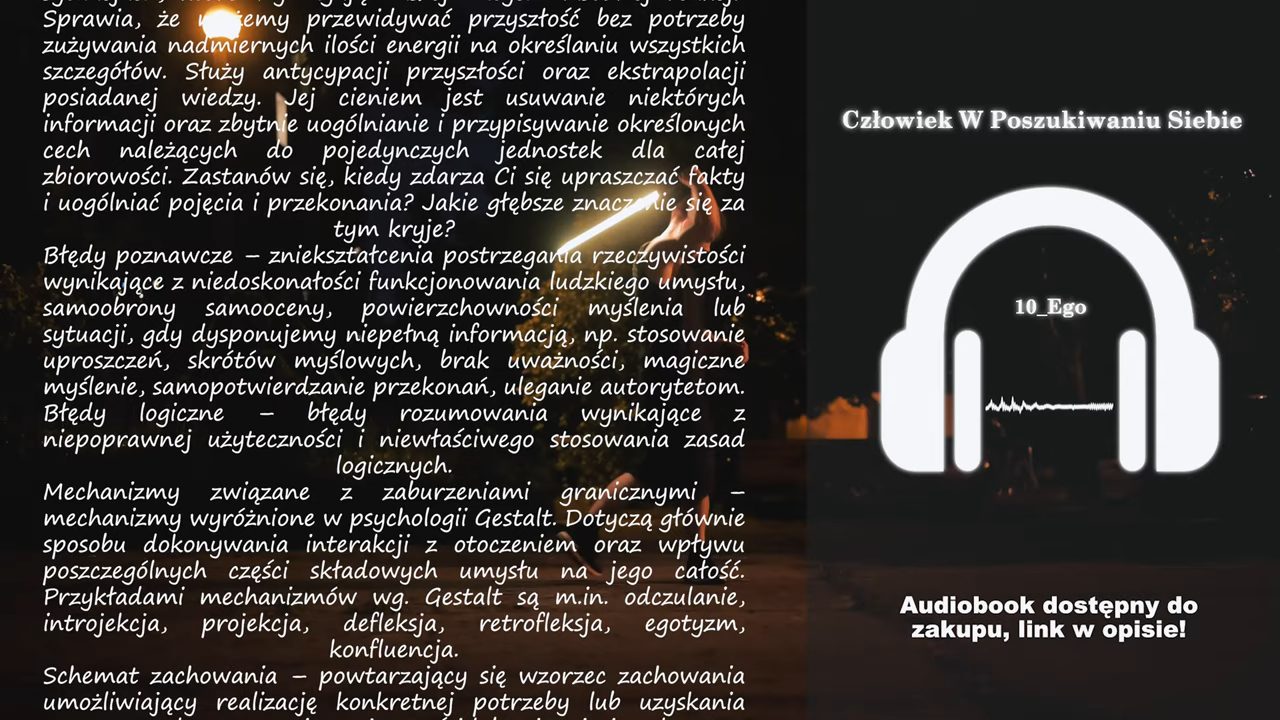 Sprawia, że możemy przewidywać przyszłość bez potrzeby
zużywania nadmiernych ilości energii na określaniu wszystkich
szczegółów. Służy antycypacji przyszłości oraz ekstrapolacji
posiadanej wiedzy. Jej cieniem jest usuwanie niektórych
informacji oraz zbytnie uogólnianie i przypisywanie określonych
cech należących do pojedynczych jednostek dla całej
zbiorowości. Zastanów się, kiedy zdarza Ci się upraszczać fakty
i uogólniać pojęcia i przekonania? Jakie głębsze znaczenie się za
tym kryje?
Błędy poznawcze – zniekształcenia postrzegania rzeczywistości
wynikające z niedoskonałości funkcjonowania ludzkiego umysłu,
samoobrony samooceny, powierzchowności myślenia lub
sytuacji, gdy dysponujemy niepełną informacją, np. stosowanie
uproszczeń, skrótów myślowych, brak uważności, magiczne
myślenie, samopotwierdzanie przekonań, uleganie autorytetom.
Błędy logiczne – błędy rozumowania wynikające z
niepoprawnej użyteczności i niewłaściwego stosowania zasad
logicznych.
Mechanizmy związane z zaburzeniami granicznymi –
mechanizmy wyróżnione w psychologii Gestalt. Dotyczą głównie
sposobu dokonywania interakcji z otoczeniem oraz wpływu
poszczególnych części składowych umysłu na jego całość.
Przykładami mechanizmów wg. Gestalt są m.in. odczulanie,
introjekcja, projekcja, defleksja, retrofleksja, egotyzm,
konfluencja.
Schemat zachowania – powtarzający się wzorzec zachowania
umożliwiający realizację konkretnej potrzeby lub uzyskania
Człowiek W Poszukiwaniu Siebie
10_Ego
Audiobook dostępny do
zakupu, link w opisie!